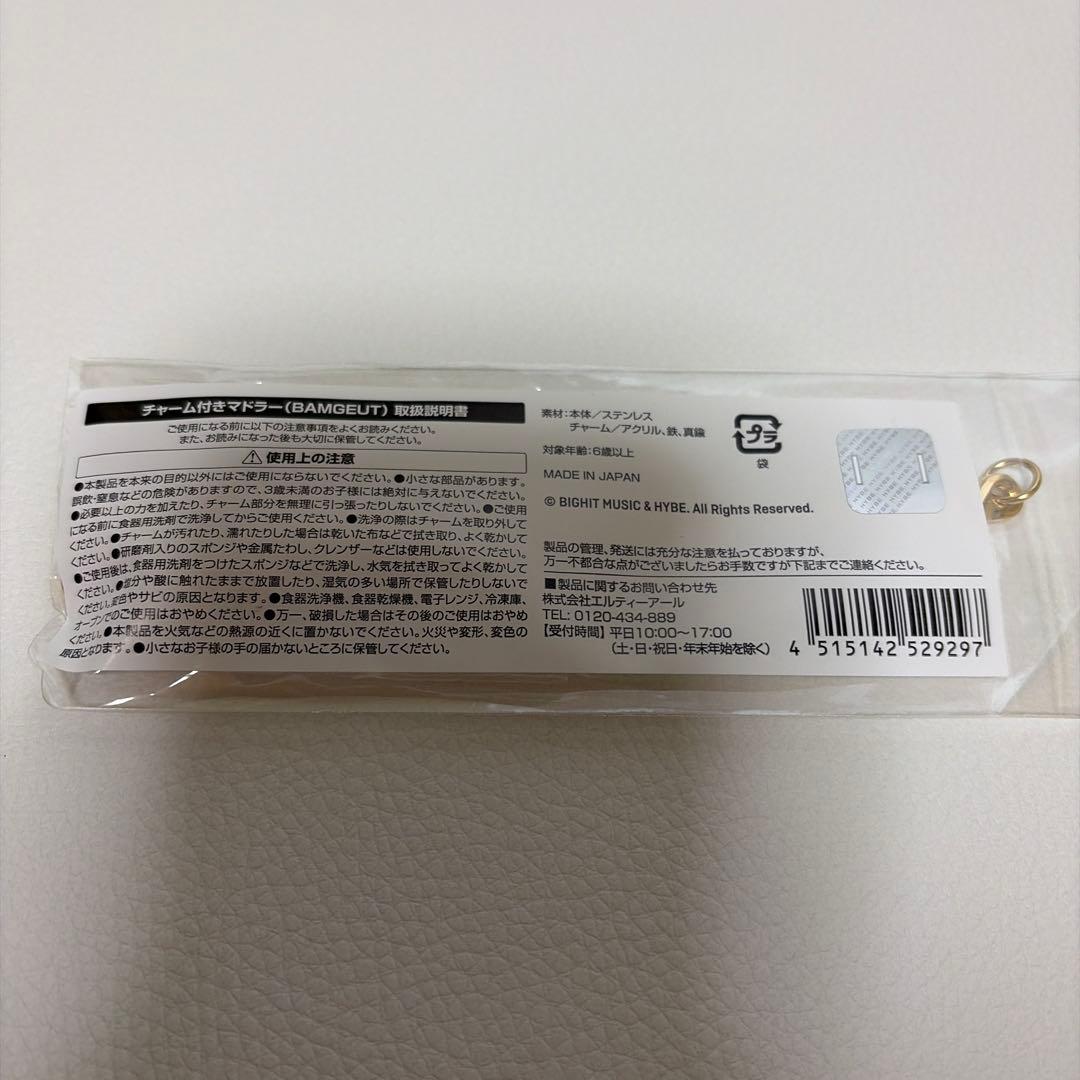 チャーム付きマドラー(BAMGEUT) 取扱説明書
ご使用になる前に以下の注意事項をよくお読みください。
また、お読みになった後も大切に保管してください。
使用上の注意
●本製品を本来の目的以外にはご使用にならないでください。●小さな部品があります。
誤飲・窒息などの危険がありますので、3歳未満のお子様には絶対に与えないでください。
●必要以上の力を加えたり、チャーム部分を無理に引っ張ったりしないでください。●ご使用
になる前に食器用洗剤で洗浄してからご使用ください。●洗浄の際はチャームを取り外して
ください。●チャームが汚れたり、濡れたりした場合は乾いた布などで拭き取り、よく乾かして
ください。●研磨剤入りのスポンジや金属たわし、クレンザーなどは使用しないでください。
●ご使用後は、食器用洗剤をつけたスポンジなどで洗浄し、水気を拭き取ってよく乾かして
ください。 部分や酸に触れたままで放置したり、湿気の多い場所で保管したりしないで
ください。変色やサビの原因となります。●食器洗浄機、食器乾燥機、電子レンジ、冷凍庫、
オーブンでのご使用はおやめください。●万一、破損した場合はその後のご使用はおやめ
ください。●本製品を火気などの熱源の近くに置かないでください。火災や変形、変色の
原因となります。●小さなお子様の手の届かないところに保管してください。
素材:本体/ステンレス
チャーム/アクリル、鉄、真鍮
対象年齢:6歳以上
MADE IN JAPAN
© BIGHIT MUSIC & HYBE. All Rights Reserved.
プラ
袋
HYBE HYBE HYBE
製品の管理、発送には充分な注意を払っておりますが、
万一不都合な点がございましたらお手数ですが下記までご連絡ください。
■製品に関するお問い合わせ先
株式会社エルティーアール
TEL: 0120-434-889
【受付時間】平日10:00〜17:00
(土・日・祝日・年末年始を除く)
4 515142 529297